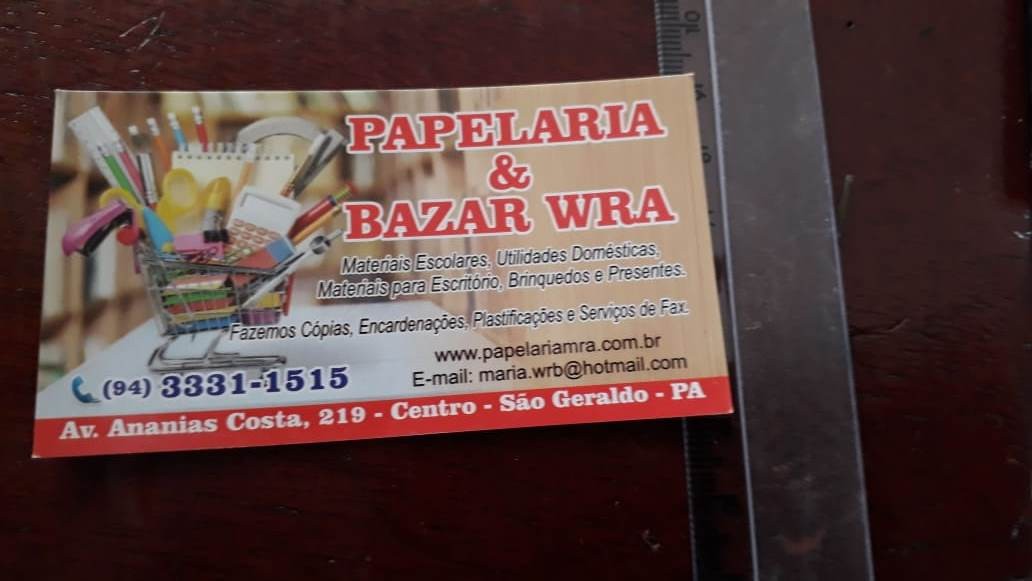 PAPELARIA
&
BAZAR WRA
Materiais Escolares, Utilidades Domésticas,
Materiais para Escritório, Brinquedos e Presentes.
Fazemos Cópias, Encardenações, Plastificações e Serviços de Fax.
www.papelariamra.com.br
(94) 3331-1515
E-mail: maria.wrb@hotmail.com
Av. Ananias Costa, 219 - Centro - São Geraldo - PA